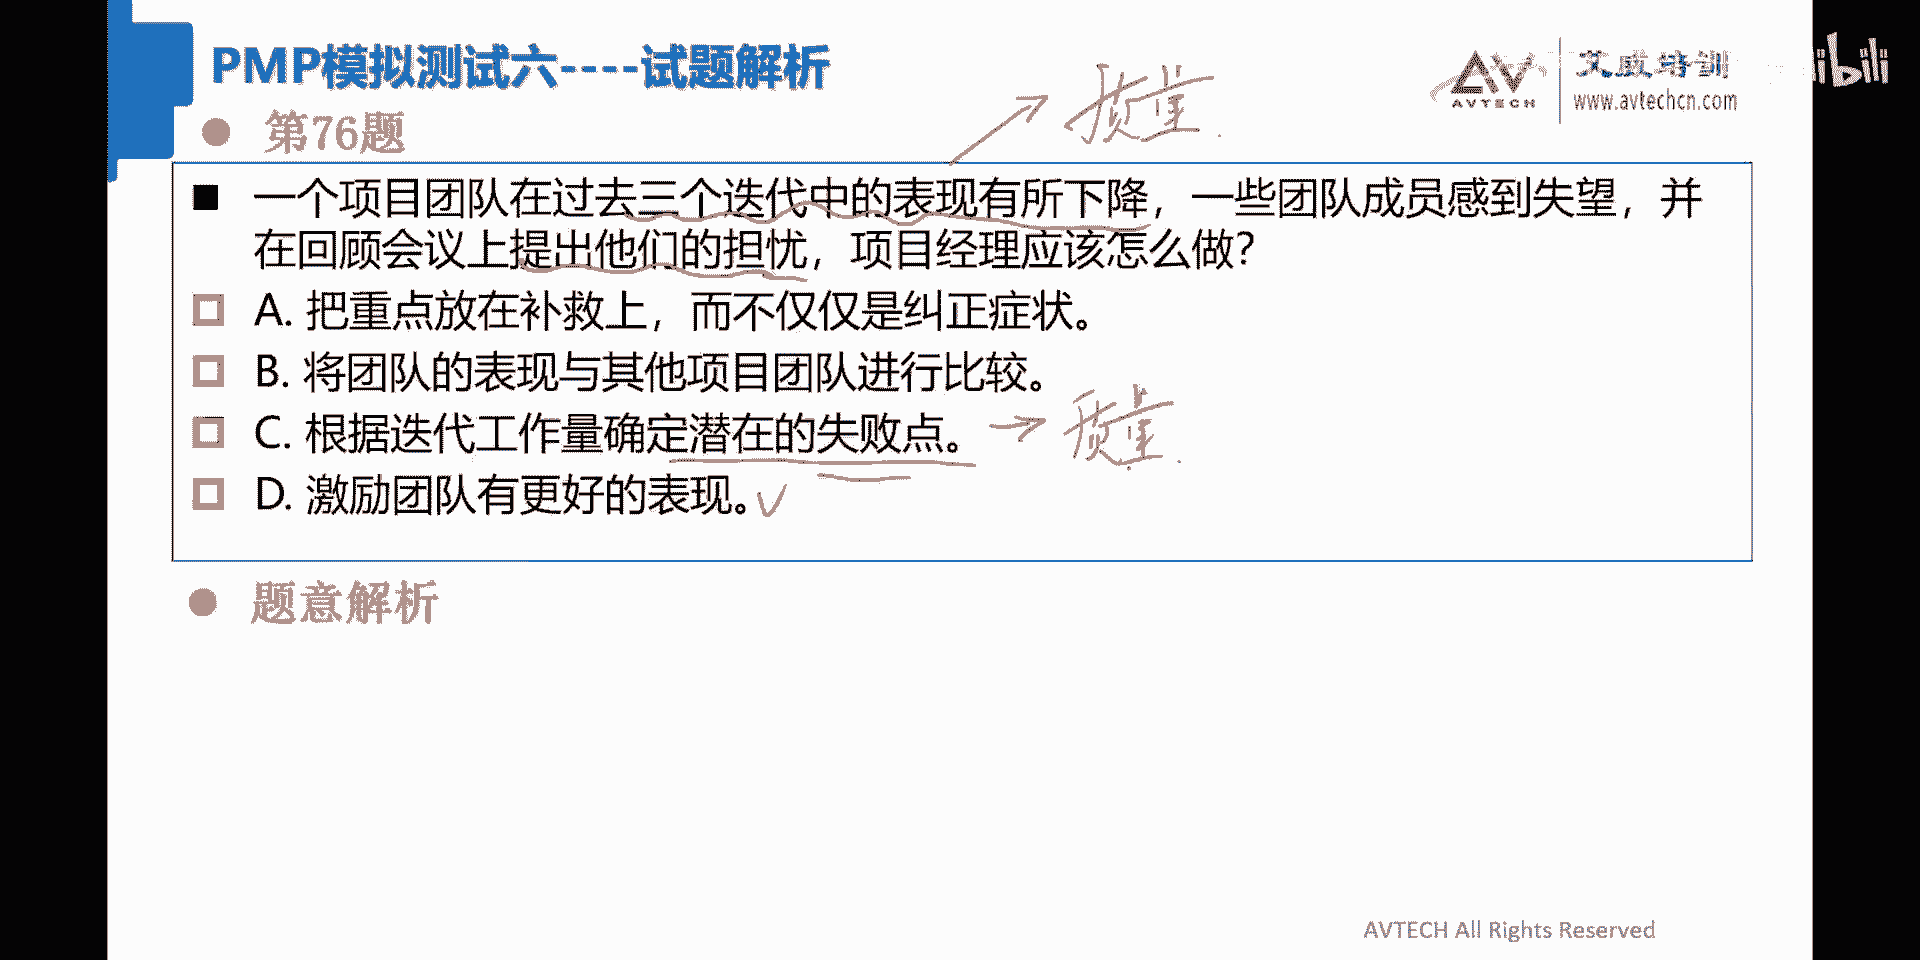 PMP模拟测试六----试题解析
AVTECH
艾威培训
www.avtechcn.com
bilibili
第76题
质量
一个项目团队在过去三个迭代中的表现有所下降，一些团队成员感到失望，并
在回顾会议上提出他们的担忧，项目经理应该怎么做？
A. 把重点放在补救上，而不仅仅是纠正症状。
B. 将团队的表现与其他项目团队进行比较。
C. 根据迭代工作量确定潜在的失败点。
质量
D. 激励团队有更好的表现。
题意解析
AVTECH All Rights Reserved